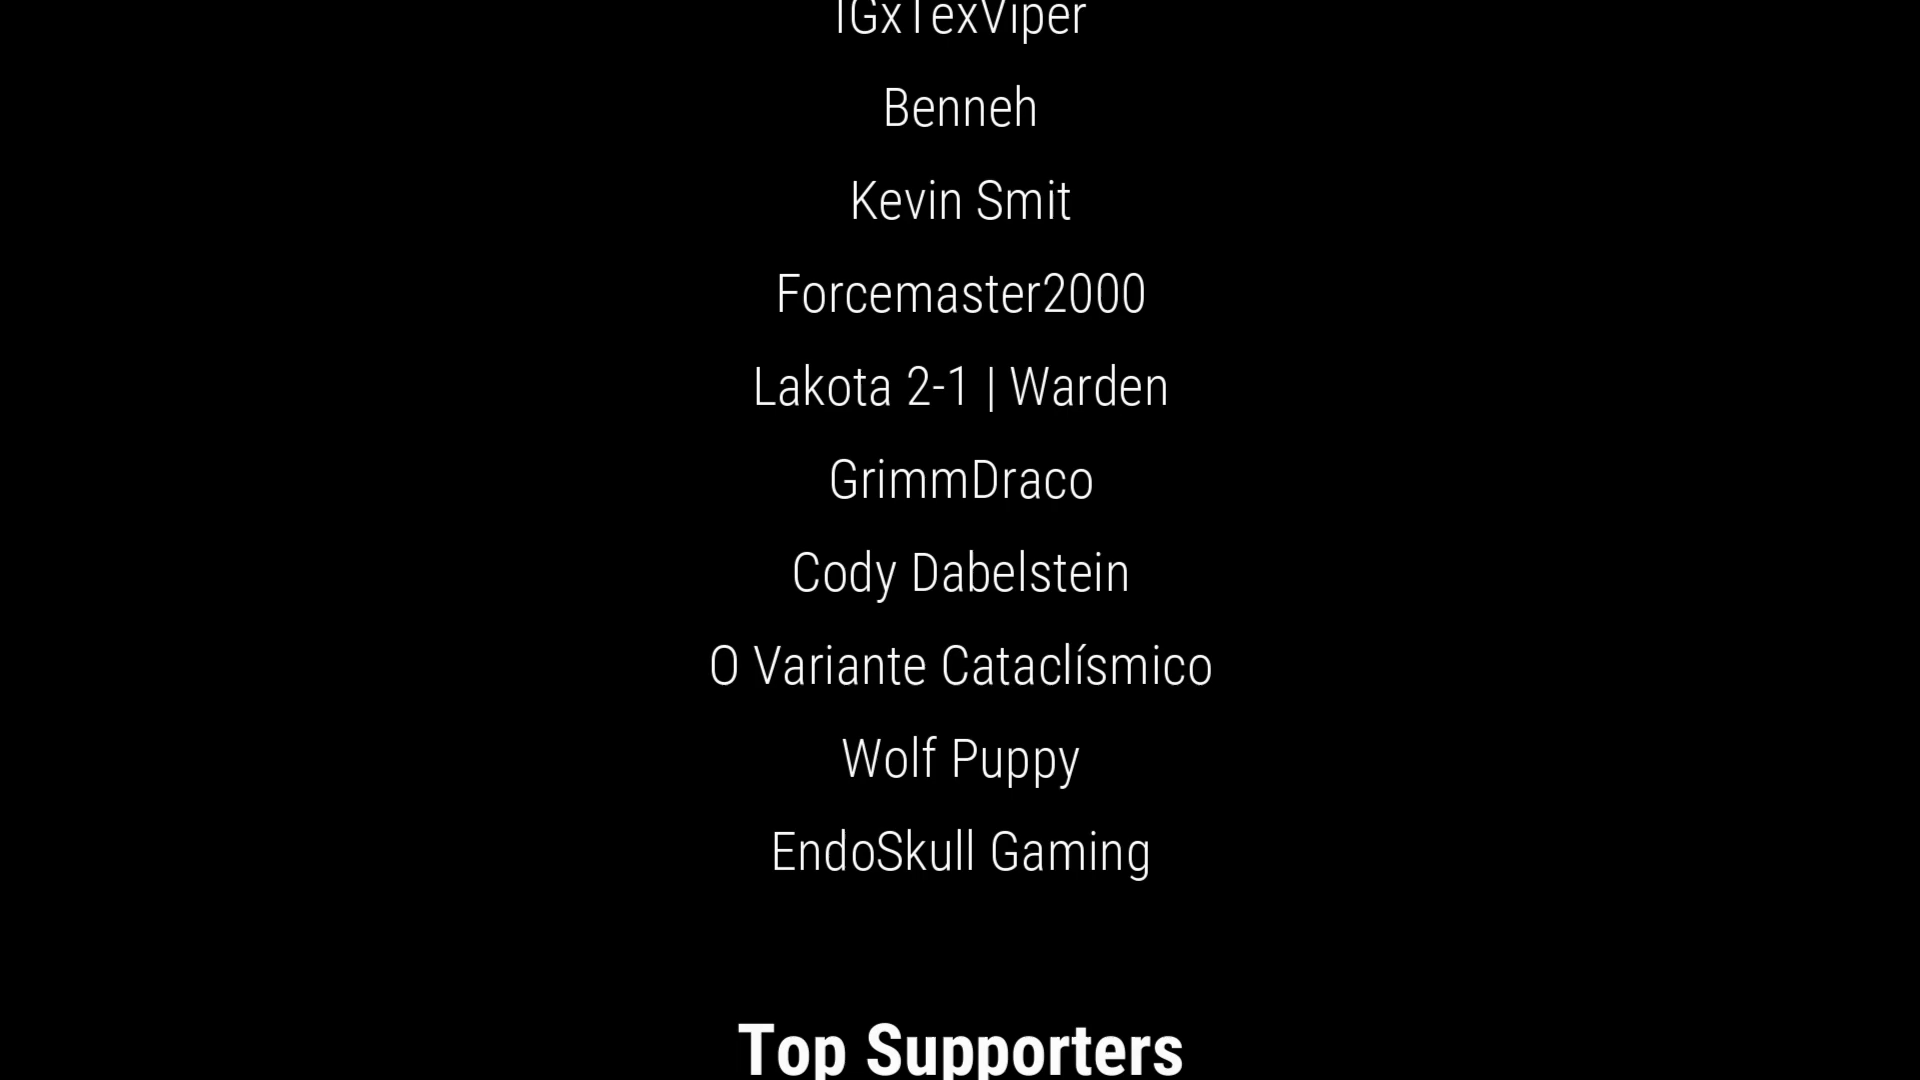 IGxTexViper
Benneh
Kevin Smit
Forcemaster2000
Lakota 2-1 | Warden
GrimmDraco
Cody Dabelstein
O Variante Cataclísmico
Wolf Puppy
EndoSkull Gaming
Top Supporters